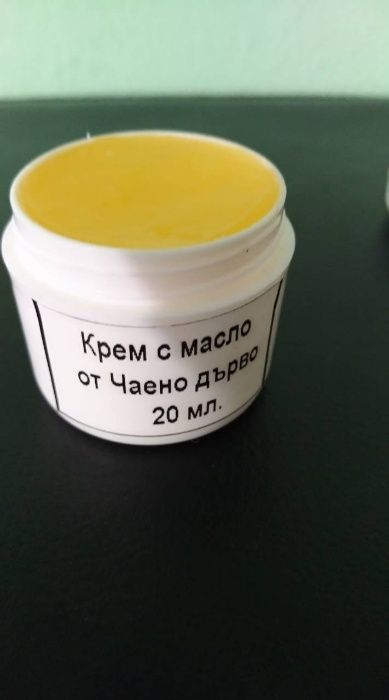 Крем с масло
от Чаено дърво
20 мл.